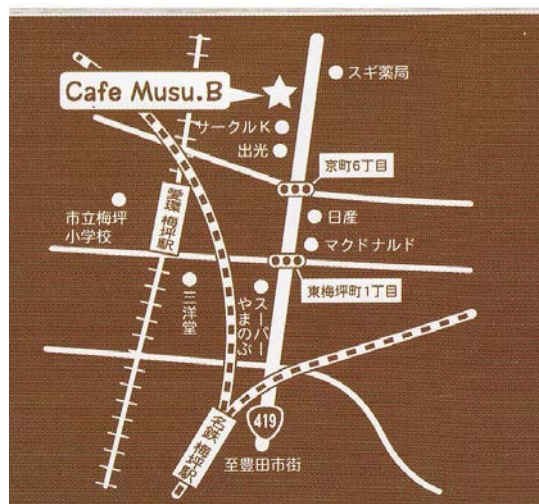 スギ薬局
Cafe Musu.B
サークルK
出光
京町6丁目
愛環 梅坪駅
市立梅坪
小学校
日産
マクドナルド
東梅坪町1丁目
三洋堂
スーパー
やまのぶ
419
名鉄 梅坪駅
至豊田市街